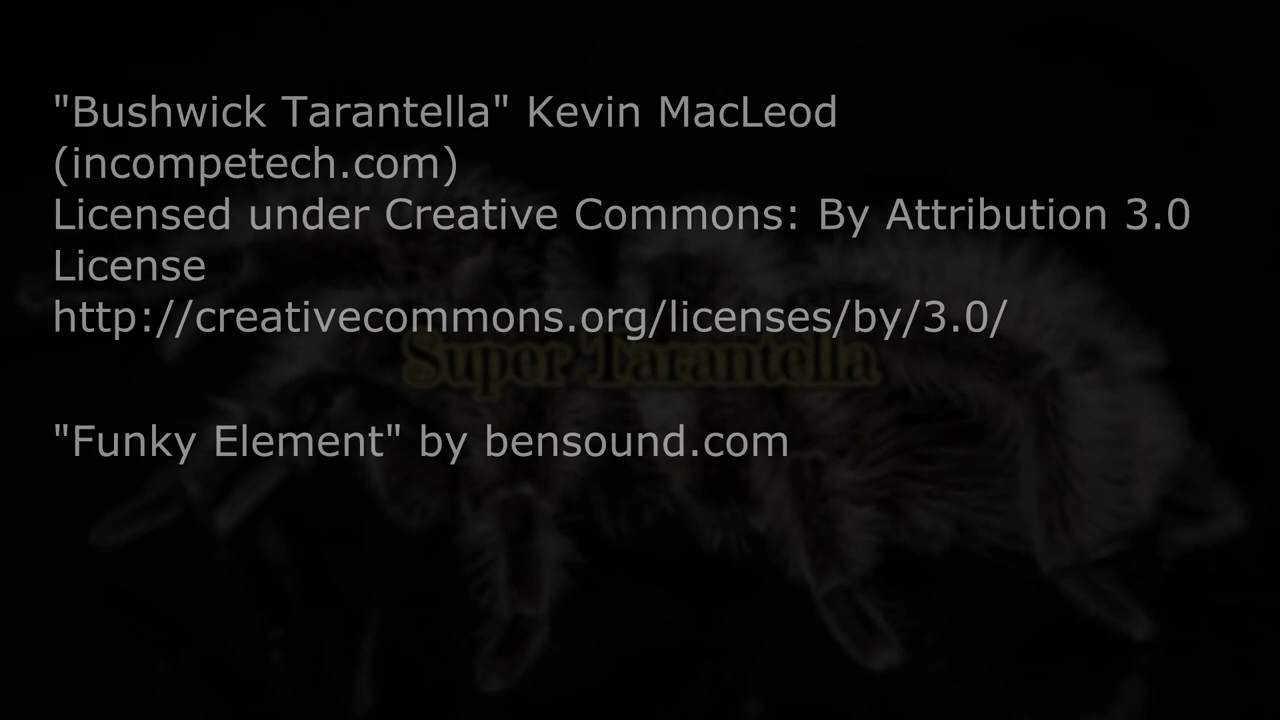 "Bushwick Tarantella" Kevin MacLeod
(incompetech.com)
Licensed under Creative Commons: By Attribution 3.0
License
http://creativecommons.org/licenses/by/3.0/
Super Tarantella
"Funky Element" by bensound.com